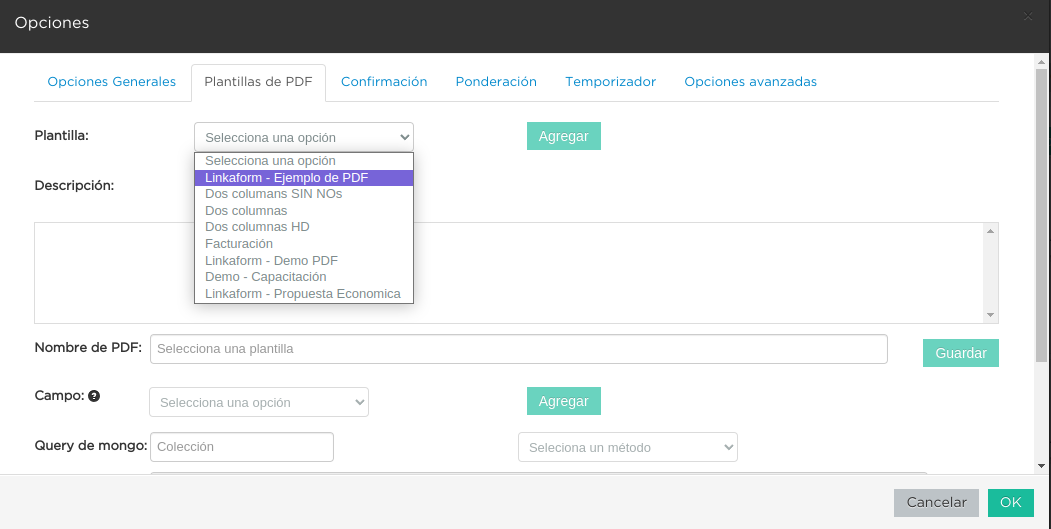 Opciones
×
Opciones Generales Plantillas de PDF Confirmación Ponderación Temporizador Opciones avanzadas
Plantilla: Selecciona una opción Agregar
Selecciona una opción
Linkaform - Ejemplo de PDF
Dos columans SIN NOs
Dos columnas
Dos columnas HD
Facturación
Linkaform - Demo PDF
Demo - Capacitación
Linkaform - Propuesta Economica
Descripción:
Nombre de PDF: Selecciona una plantilla Guardar
Campo: ? Selecciona una opción Agregar
Query de mongo: Colección Seleciona un método
Cancelar OK